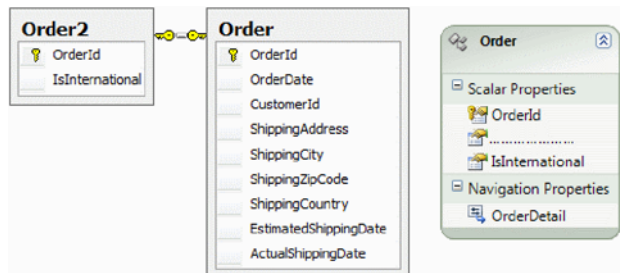 Order2
OrderId
IsInternational
Order
OrderId
OrderDate
CustomerId
ShippingAddress
ShippingCity
ShippingZipCode
ShippingCountry
EstimatedShippingDate
ActualShippingDate
Order
Scalar Properties
OrderId
.....................
IsInternational
Navigation Properties
OrderDetail